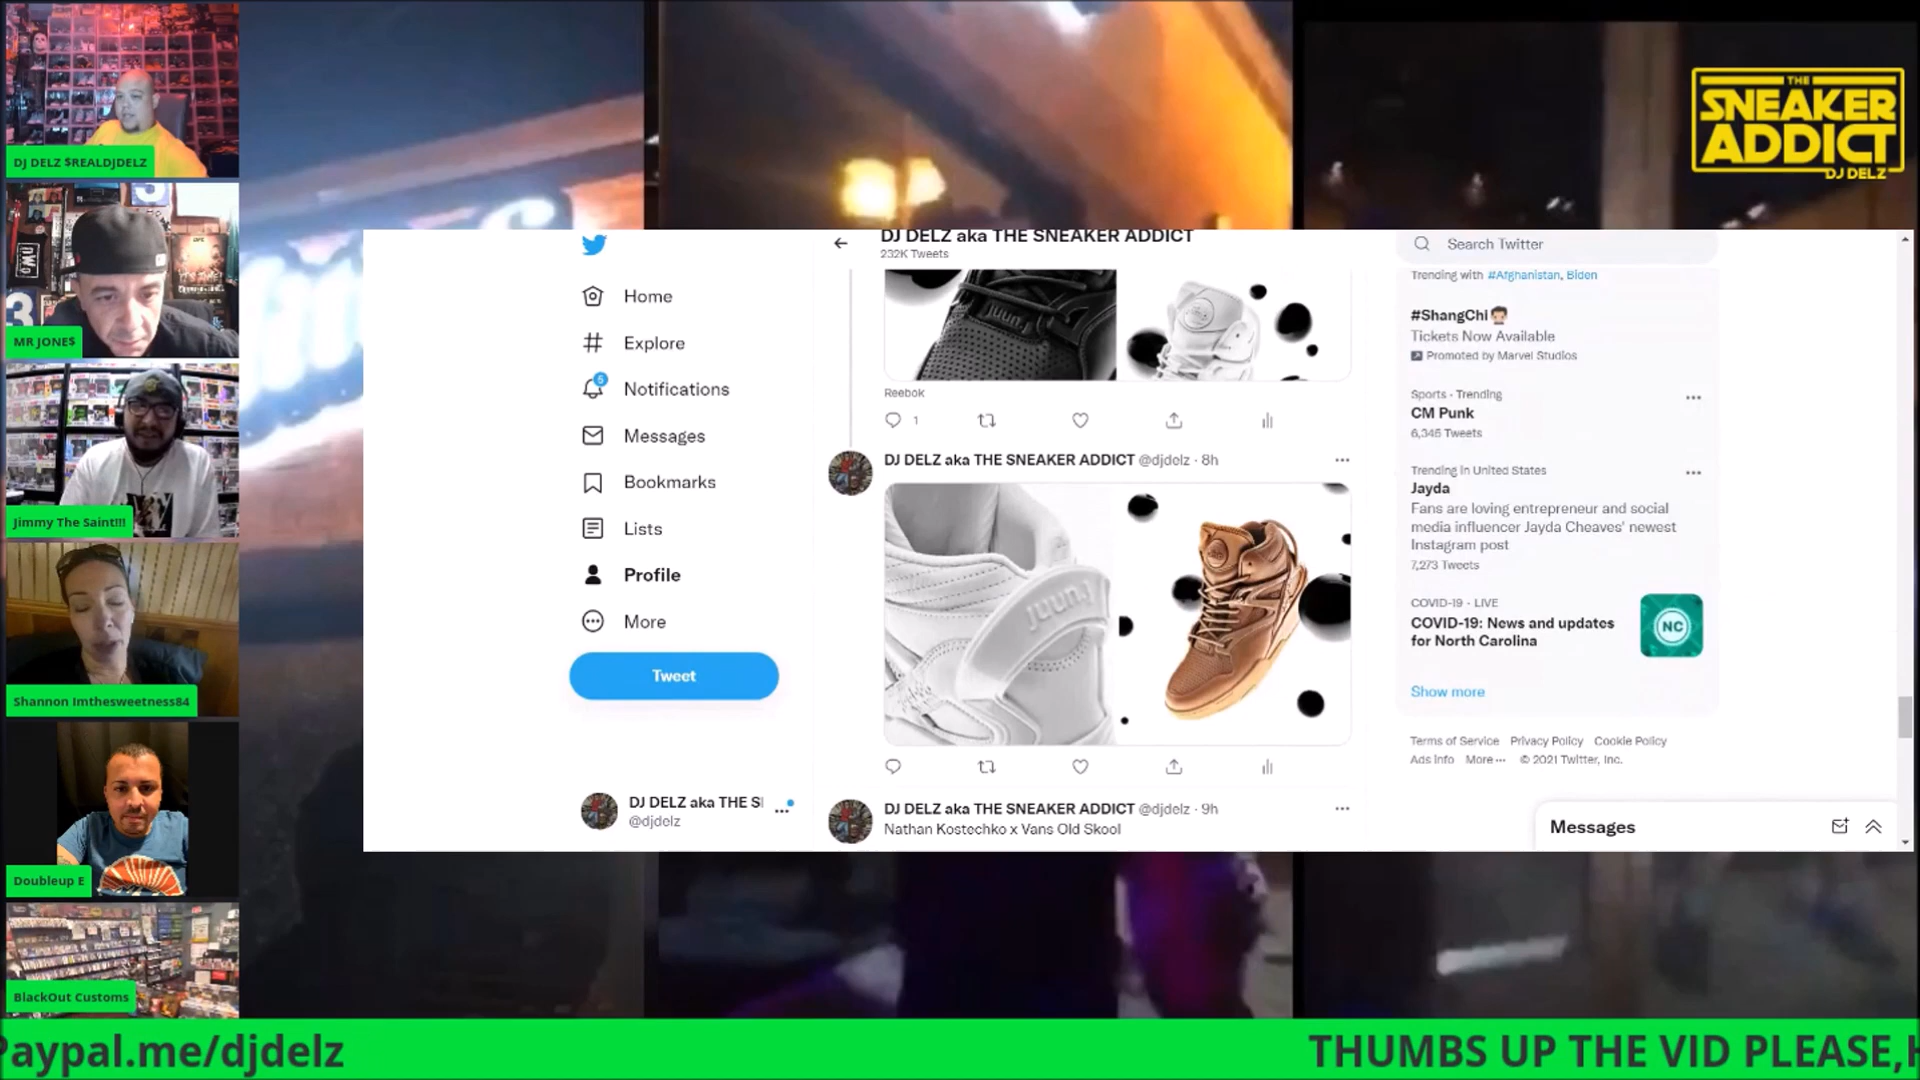 DJ DELZ $REALDJDELZ
MR JONE$
Jimmy The Saint!!!
Shannon Imthesweetness84
Doubleup E
BlackOut Customs
THE
SNEAKER
ADDICT
DJ DELZ
Home
Explore
5
Notifications
Messages
Bookmarks
Lists
Profile
More
Tweet
DJ DELZ aka THE S
@djdelz
DJ DELZ aka THE SNEAKER ADDICT
232K Tweets
juun.j
Reebok
1
DJ DELZ aka THE SNEAKER ADDICT @djdelz · 8h
juun.j
DJ DELZ aka THE SNEAKER ADDICT @djdelz · 9h
Nathan Kostechko x Vans Old Skool
Search Twitter
Trending with #Afghanistan, Biden
#ShangChi
Tickets Now Available
Promoted by Marvel Studios
Sports · Trending
CM Punk
6,345 Tweets
Trending in United States
Jayda
Fans are loving entrepreneur and social
media influencer Jayda Cheaves' newest
Instagram post
7,273 Tweets
COVID-19 · LIVE
COVID-19: News and updates
for North Carolina
NC
Show more
Terms of Service Privacy Policy Cookie Policy
Ads info More ··· © 2021 Twitter, Inc.
Messages
Paypal.me/djdelz
THUMBS UP THE VID PLEASE,